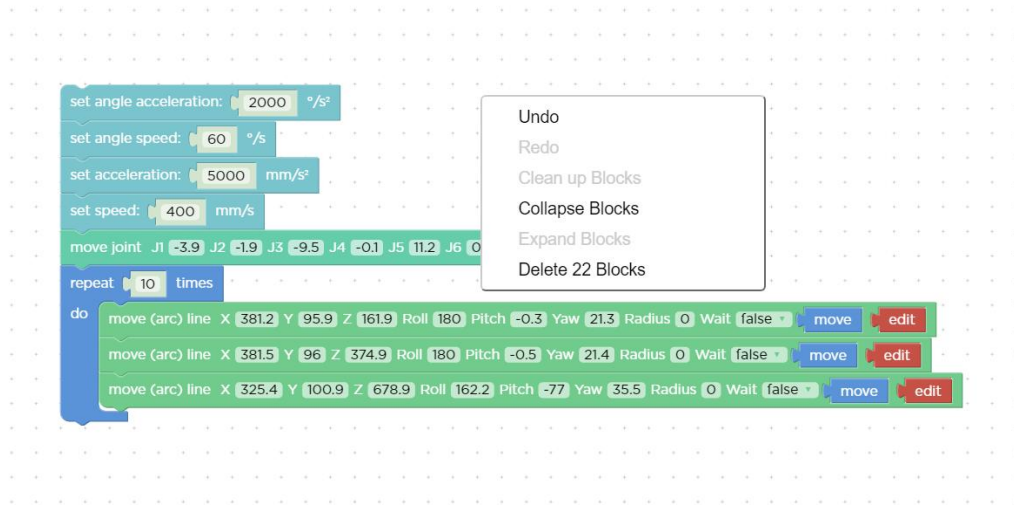 set angle acceleration: 2000 °/s²
set angle speed: 60 °/s
set acceleration: 5000 mm/s²
set speed: 400 mm/s
move joint J1 -3.9 J2 -1.9 J3 -9.5 J4 -0.1 J5 11.2 J6 0
repeat 10 times
do move (arc) line X 381.2 Y 95.9 Z 161.9 Roll 180 Pitch -0.3 Yaw 21.3 Radius 0 Wait false move edit
move (arc) line X 381.5 Y 96 Z 374.9 Roll 180 Pitch -0.5 Yaw 21.4 Radius 0 Wait false move edit
move (arc) line X 325.4 Y 100.9 Z 678.9 Roll 162.2 Pitch -77 Yaw 35.5 Radius 0 Wait false move edit
Undo
Redo
Clean up Blocks
Collapse Blocks
Expand Blocks
Delete 22 Blocks